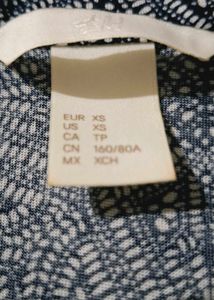 EUR XS
US XS
CA TP
CN 160/80A
MX XCH